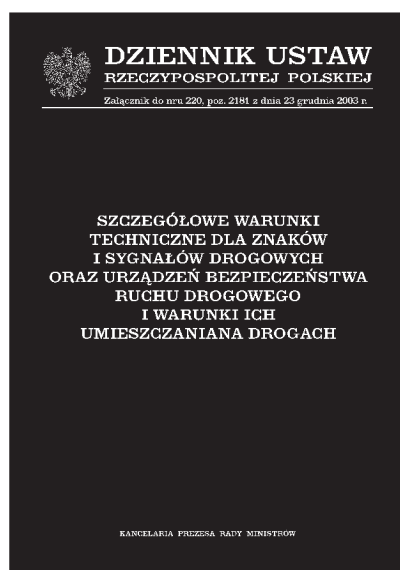 DZIENNIK USTAW
RZECZYPOSPOLITEJ POLSKIEJ
Załącznik do nru 220, poz. 2181 z dnia 23 grudnia 2003 r.
SZCZEGÓŁOWE WARUNKI
TECHNICZNE DLA ZNAKÓW
I SYGNAŁÓW DROGOWYCH
ORAZ URZĄDZEŃ BEZPIECZEŃSTWA
RUCHU DROGOWEGO
I WARUNKI ICH
UMIESZCZANIANA DROGACH
KANCELARIA PREZESA RADY MINISTRÓW